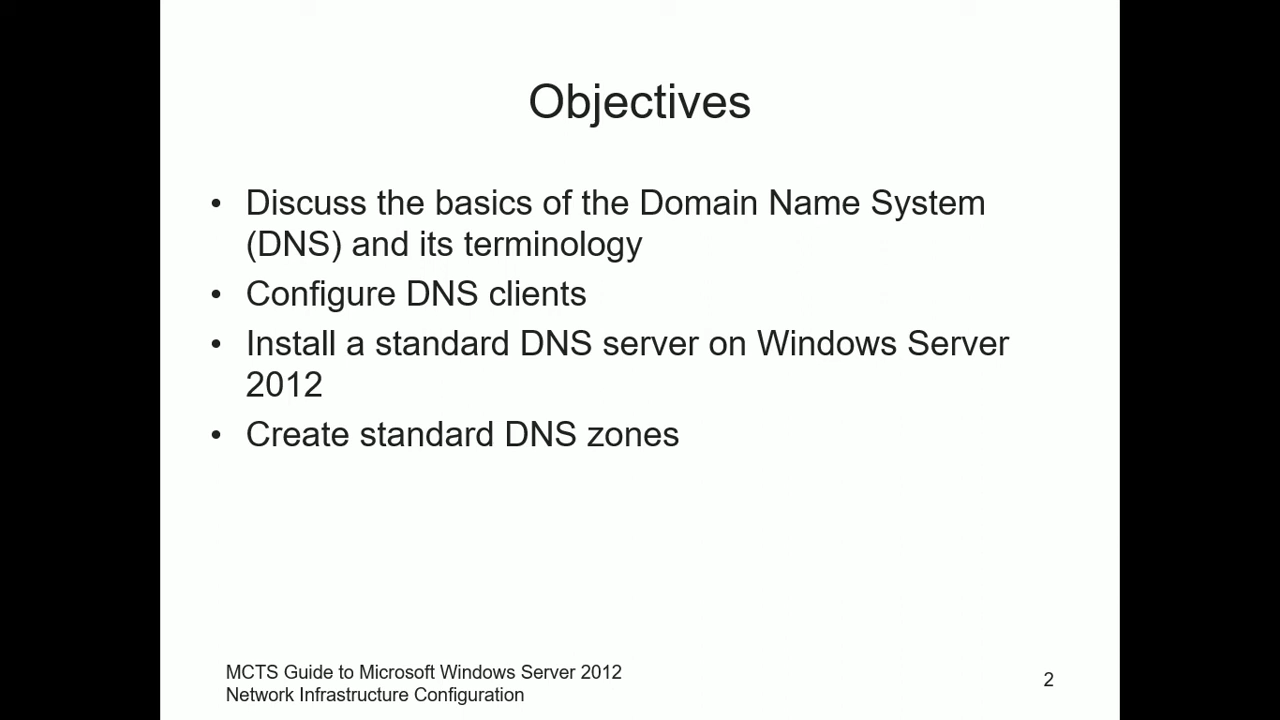 Objectives
• Discuss the basics of the Domain Name System
(DNS) and its terminology
• Configure DNS clients
• Install a standard DNS server on Windows Server
2012
• Create standard DNS zones
MCTS Guide to Microsoft Windows Server 2012
Network Infrastructure Configuration
2